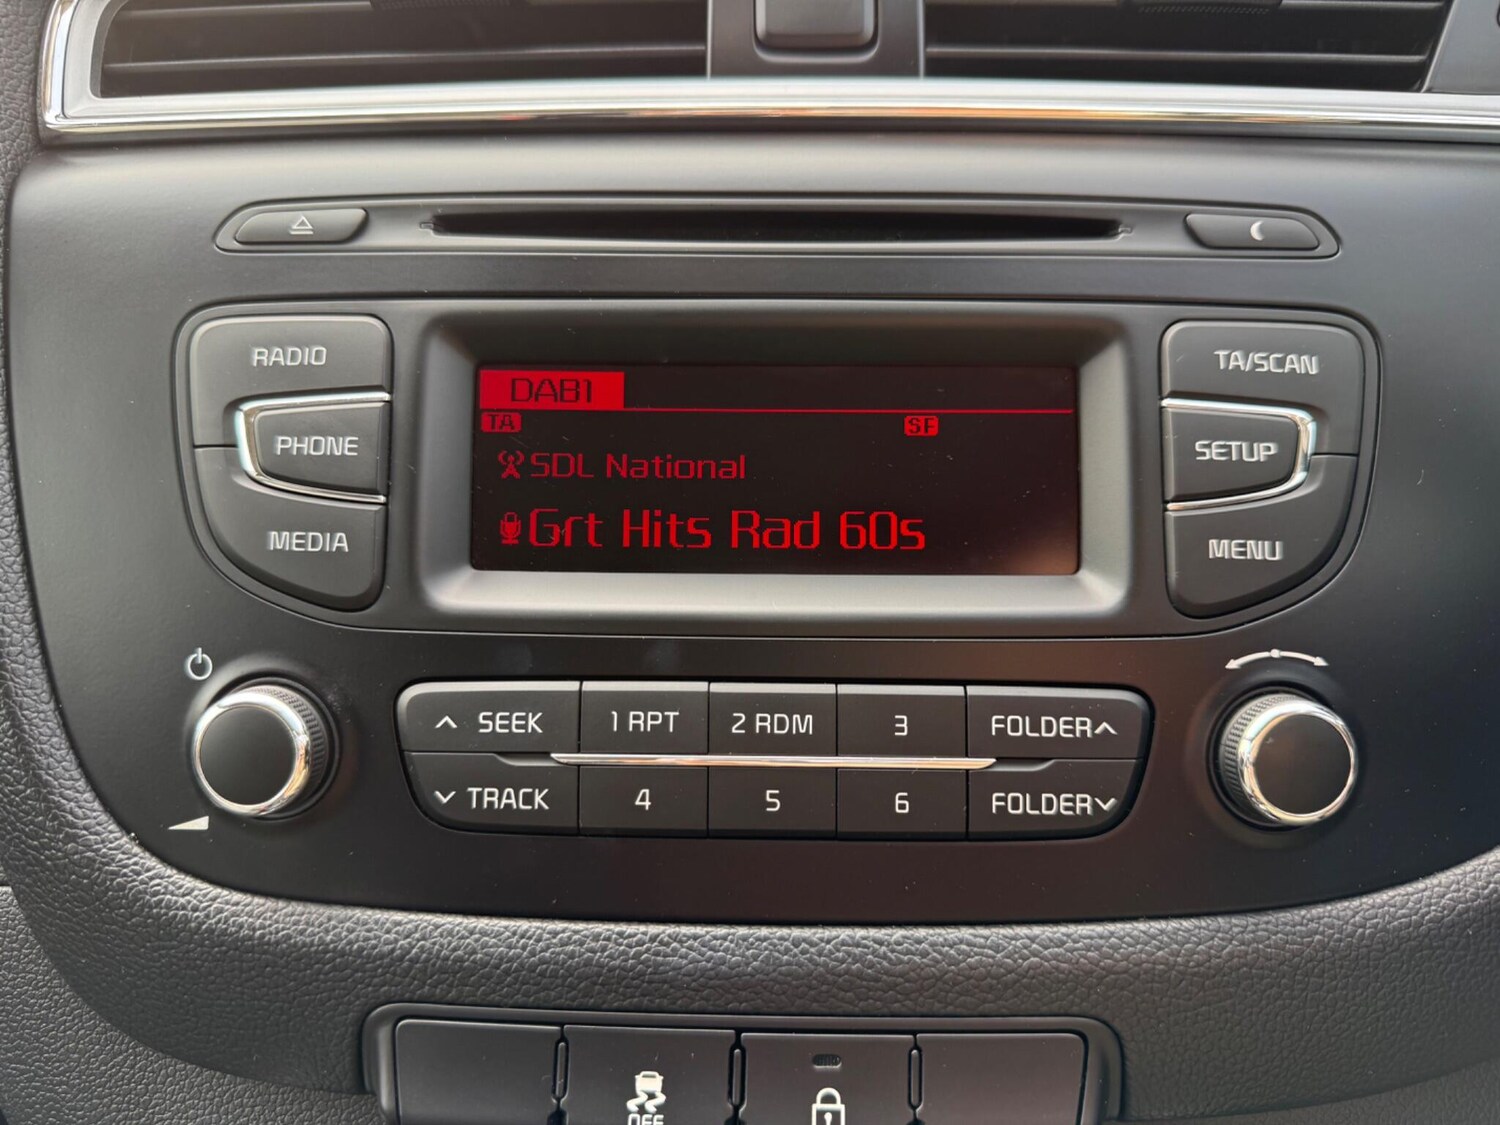 RADIO
PHONE
MEDIA
DAB1
TA
SF
SDL National
Grt Hits Rad 60s
TA/SCAN
SETUP
MENU
SEEK
1 RPT
2 RDM
3
FOLDER
TRACK
4
5
6
FOLDER
OFF